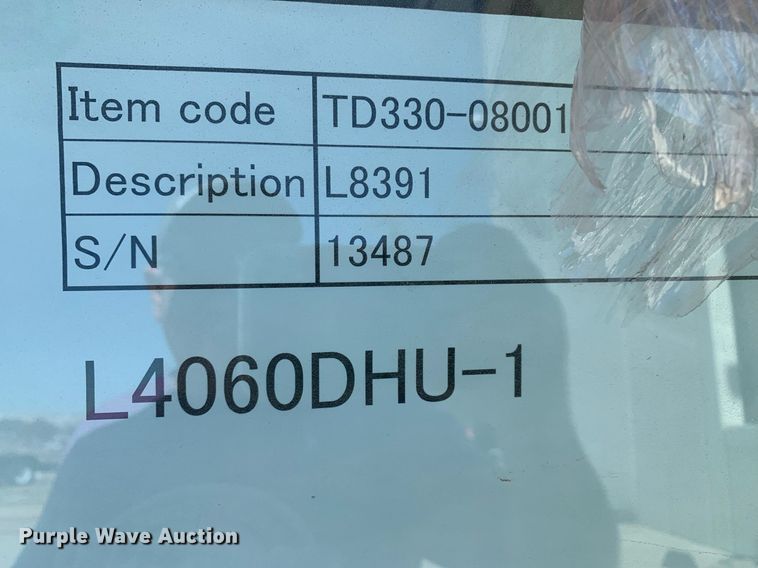 Item code TD330-08001
Description L8391
S/N 13487
L4060DHU-1
Purple Wave Auction